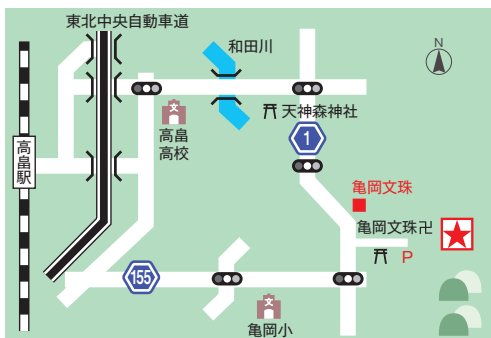 東北中央自動車道
和田川
N
文
高畠
高校
天神森神社
1
高畠駅
亀岡文珠
亀岡文珠卍
P
155
文
亀岡小